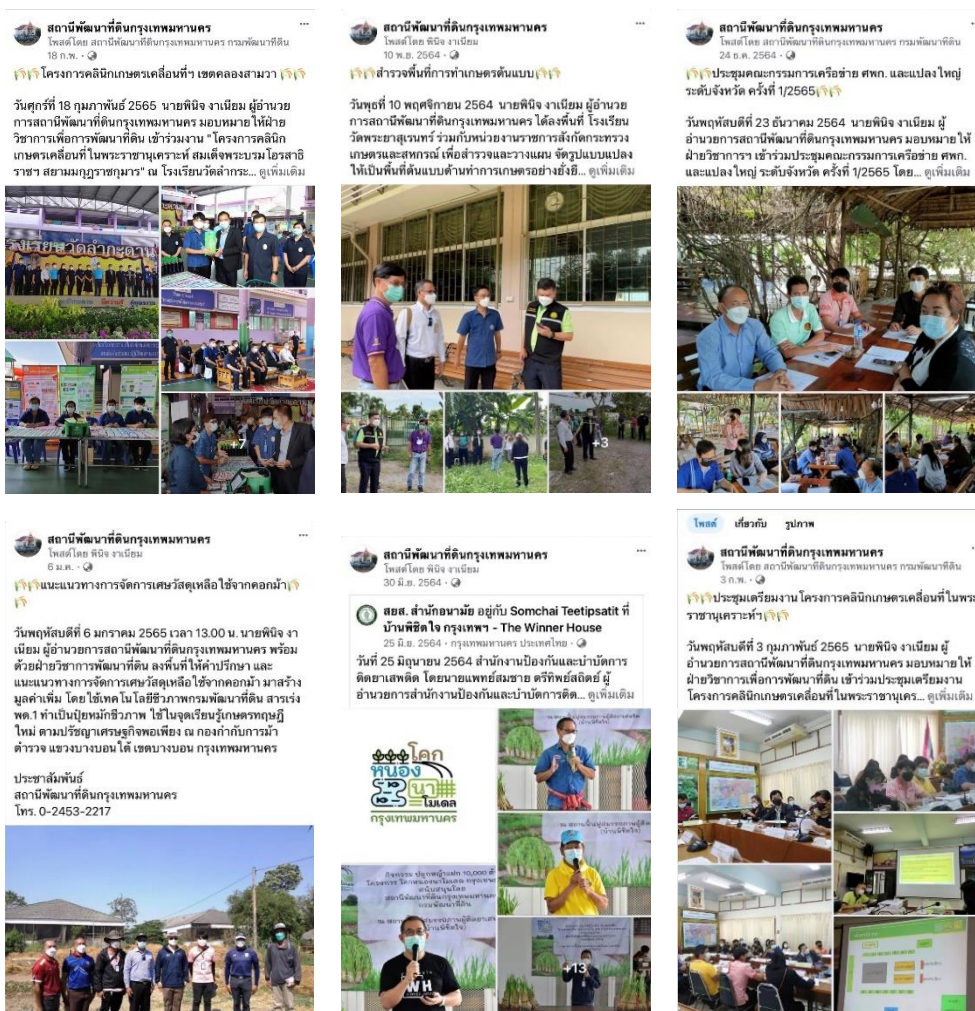 สถานีพัฒนาที่ดินกรุงเทพมหานคร
โพสต์โดย สถานีพัฒนาที่ดินกรุงเทพมหานคร กรมพัฒนาที่ดิน
18 ก.พ. ·
โครงการคลินิกเกษตรเคลื่อนที่ฯ เขตคลองสามวา
วันศุกร์ที่ 18 กุมภาพันธ์ 2565 นายพินิจ งาเนียม ผู้อำนวย
การสถานีพัฒนาที่ดินกรุงเทพมหานคร มอบหมาย ให้ฝ่าย
วิชาการเพื่อการพัฒนาที่ดิน เข้าร่วมงาน " โครงการคลินิก
เกษตรเคลื่อนที่ ในพระราชานุเคราะห์ สมเด็จพระบรมโอรสาธิ
ราชฯ สยามมกุฎราชกุมาร" ณ โรงเรียนวัดลำกระ... ดูเพิ่มเติม
โรงเรียนวัดลำกะดาน
+7
สถานีพัฒนาที่ดินกรุงเทพมหานคร
โพสต์โดย พินิจ งาเนียม
10 พ.ย. 2564 ·
สำรวจพื้นที่การทำเกษตรต้นแบบ
วันพุธที่ 10 พฤศจิกายน 2564 นายพินิจ งาเนียม ผู้อำนวย
การสถานีพัฒนาที่ดินกรุงเทพมหานคร ได้ลงพื้นที่ โรงเรียน
วัดพระยาสุเรนทร์ ร่วมกับหน่วยงานราชการสังกัดกระทรวง
เกษตรและสหกรณ์ เพื่อสำรวจและวางแผน จัดรูปแบบแปลง
ให้เป็นพื้นที่ต้นแบบด้านทำการเกษตรอย่างยั่งยื... ดูเพิ่มเติม
+3
สถานีพัฒนาที่ดินกรุงเทพมหานคร
โพสต์โดย สถานีพัฒนาที่ดินกรุงเทพมหานคร กรมพัฒนาที่ดิน
24 ธ.ค. 2564 ·
ประชุมคณะกรรมการเครือข่าย ศพก. และแปลงใหญ่
ระดับจังหวัด ครั้งที่ 1/2565
วันพฤหัสบดีที่ 23 ธันวาคม 2564 นายพินิจ งาเนียม ผู้
อำนวยการสถานีพัฒนาที่ดินกรุงเทพมหานคร มอบหมาย ให้
ฝ่ายวิชาการฯ เข้าร่วมประชุมคณะกรรมการเครือข่าย ศพก.
และแปลงใหญ่ ระดับจังหวัด ครั้งที่ 1/2565 โดย... ดูเพิ่มเติม
สถานีพัฒนาที่ดินกรุงเทพมหานคร
โพสต์โดย พินิจ งาเนียม
6 ม.ค. ·
แนะแนวทางการจัดการเศษวัสดุเหลือใช้จากคอกม้า
วันพฤหัสบดีที่ 6 มกราคม 2565 เวลา 13.00 น. นายพินิจ งา
เนียม ผู้อำนวยการสถานีพัฒนาที่ดินกรุงเทพมหานคร พร้อม
ด้วยฝ่ายวิชาการพัฒนาที่ดิน ลงพื้นที่ให้คำปรึกษา และ
แนะแนวทางการจัดการเศษวัสดุเหลือใช้จากคอกม้า มาสร้าง
มูลค่าเพิ่ม โดยใช้เทคโนโลยีชีวภาพกรมพัฒนาที่ดิน สารเร่ง
พด.1 ทำเป็นปุ๋ยหมักชีวภาพ ใช้ในจุดเรียนรู้เกษตรทฤษฎี
ใหม่ ตามปรัชญาเศรษฐกิจพอเพียง ณ กองกำกับการม้า
ตำรวจ แขวงบางบอนใต้ เขตบางบอน กรุงเทพมหานคร
ประชาสัมพันธ์
สถานีพัฒนาที่ดินกรุงเทพมหานคร
โทร. 0-2453-2217
สถานีพัฒนาที่ดินกรุงเทพมหานคร
โพสต์โดย พินิจ งาเนียม
30 มิ.ย. 2564 ·
สยส. สำนักอนามัย อยู่กับ Somchai Teetipsatit ที่
บ้านพิชิตใจ กรุงเทพฯ - The Winner House
25 มิ.ย. 2564 · กรุงเทพมหานคร ประเทศไทย ·
วันที่ 25 มิถุนายน 2564 สำนักงานป้องกันและบำบัดการ
ติดยาเสพติด โดยนายแพทย์สมชาย ตรีทิพย์สถิตย์ ผู้
อำนวยการสำนักงานป้องกันและบำบัดการติด... ดูเพิ่มเติม
โคก
หนอง
นา
โมเดล
กรุงเทพมหานคร
กิจกรรม ปลูกหญ้าแฝก 10,000
สถานีพัฒนาที่ดินกรุงเทพมหานคร
กรมพัฒนาที่ดิน
(บ้านพิชิตใจ)
WH
+13
โพสต์ เกี่ยวกับ รูปภาพ
สถานีพัฒนาที่ดินกรุงเทพมหานคร
โพสต์โดย สถานีพัฒนาที่ดินกรุงเทพมหานคร กรมพัฒนาที่ดิน
3 ก.พ. ·
ประชุมเตรียมงาน โครงการคลินิกเกษตรเคลื่อนที่ ในพระ
ราชานุเคราะห์ฯ
วันพฤหัสบดีที่ 3 กุมภาพันธ์ 2565 นายพินิจ งาเนียม ผู้
อำนวยการสถานีพัฒนาที่ดินกรุงเทพมหานคร มอบหมาย ให้
ฝ่ายวิชาการเพื่อการพัฒนาที่ดิน เข้าร่วมประชุมเตรียมงาน
โครงการคลินิกเกษตรเคลื่อนที่ ในพระราชานุเคร... ดูเพิ่มเติม